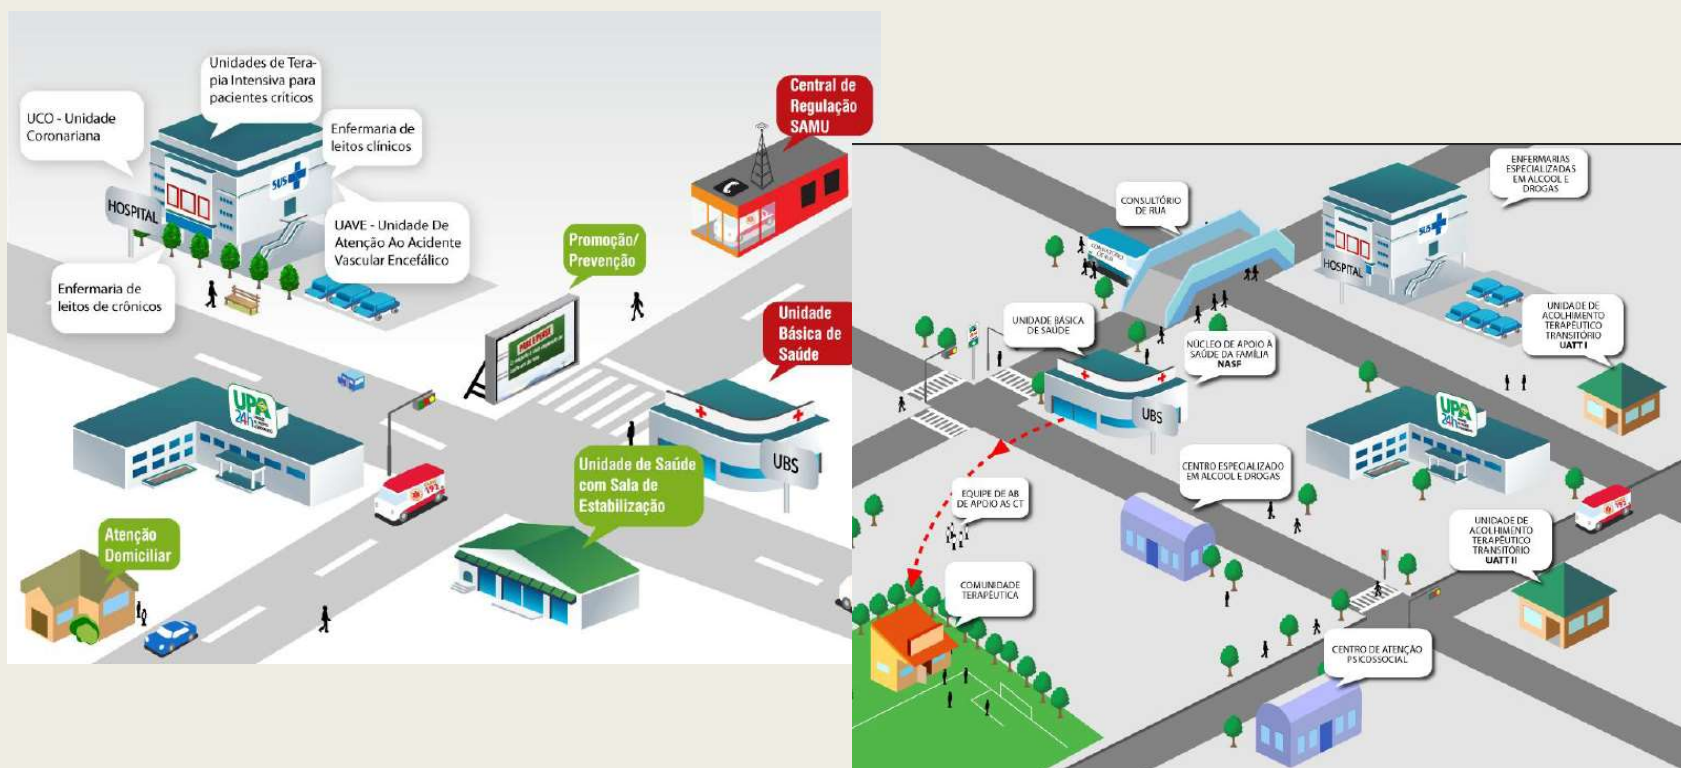 Unidades de Tera-
pia Intensiva para
pacientes críticos
UCO - Unidade
Coronariana
Enfermaria de
leitos clínicos
SUS
HOSPITAL
UAVE - Unidade De
Atenção Ao Acidente
Vascular Encefálico
Enfermaria de
leitos de crônicos
Central de
Regulação
SAMU
Promoção/
Prevenção
Unidade
Básica de
Saúde
UPA
24h
UBS
192
Unidade de Saúde
com Sala de
Estabilização
Atenção
Domiciliar
ENFERMARIAS
ESPECIALIZADAS
EM ALCOOL E
DROGAS
CONSULTÓRIO
DE RUA
CONSULTÓRIO
DE RUA
SUS
HOSPITAL
UNIDADE DE
ACOLHIMENTO
TERAPÊUTICO
TRANSITÓRIO
UATT I
UNIDADE BÁSICA
DE SAÚDE
NÚCLEO DE APOIO À
SAÚDE DA FAMÍLIA
NASF
UBS
UPA
24h
CENTRO ESPECIALIZADO
EM ALCOOL E DROGAS
EQUIPE DE AB
DE APOIO AS CT
UNIDADE DE
ACOLHIMENTO
TERAPÊUTICO
TRANSITÓRIO
UATT II
COMUNIDADE
TERAPÊUTICA
CENTRO DE ATENÇÃO
PSICOSSOCIAL